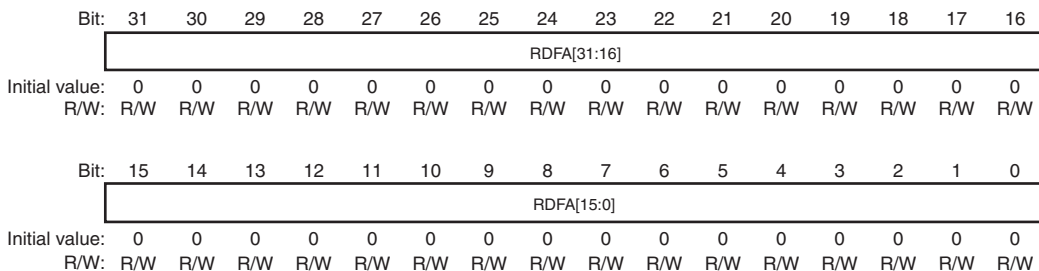 Bit: 31 30 29 28 27 26 25 24 23 22 21 20 19 18 17 16
RDFA[31:16]
Initial value: 0 0 0 0 0 0 0 0 0 0 0 0 0 0 0 0
R/W: R/W R/W R/W R/W R/W R/W R/W R/W R/W R/W R/W R/W R/W R/W R/W R/W
Bit: 15 14 13 12 11 10 9 8 7 6 5 4 3 2 1 0
RDFA[15:0]
Initial value: 0 0 0 0 0 0 0 0 0 0 0 0 0 0 0 0
R/W: R/W R/W R/W R/W R/W R/W R/W R/W R/W R/W R/W R/W R/W R/W R/W R/W